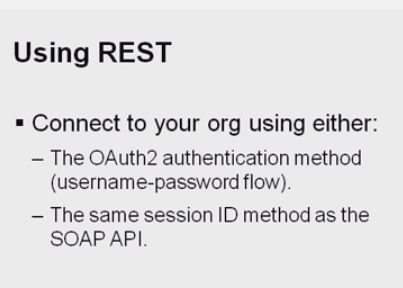 Using REST
▪ Connect to your org using either:
– The OAuth2 authentication method
(username-password flow).
– The same session ID method as the
SOAP API.